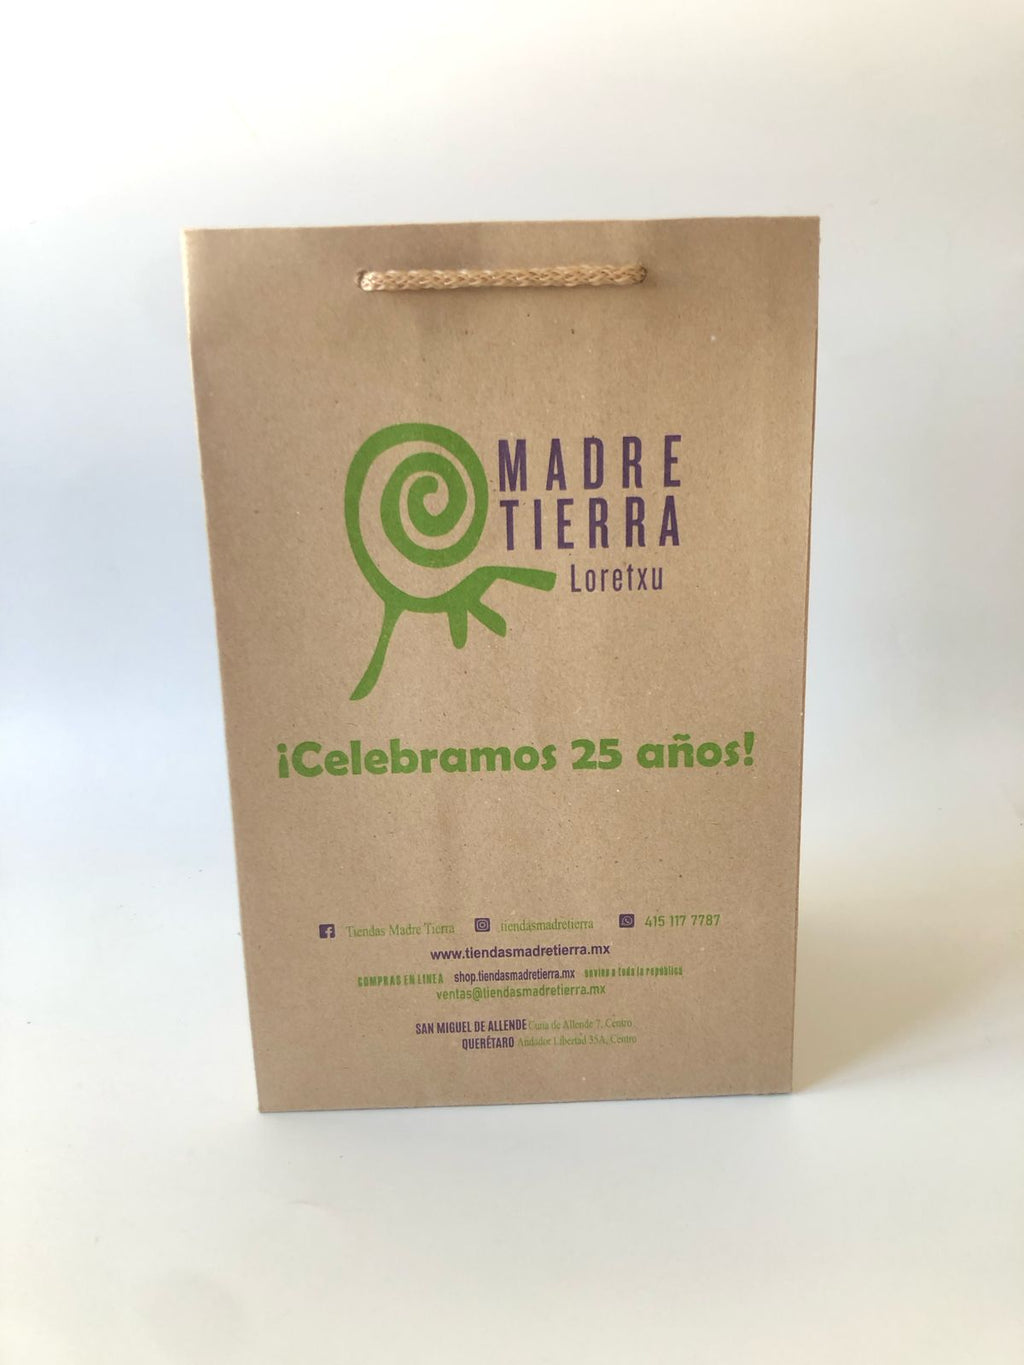 MADRE
TIERRA
Loretxu
¡Celebramos 25 años!
Tiendas Madre Tierra tiendasmadretierra 415 117 7787
www.tiendasmadretierra.mx
COMPRAS EN LINEA shop.tiendasmadretierra.mx envios a toda la república
ventas@tiendasmadretierra.mx
SAN MIGUEL DE ALLENDE Cuna de Allende 7, Centro
QUERÉTARO Andador Libertad 35A, Centro